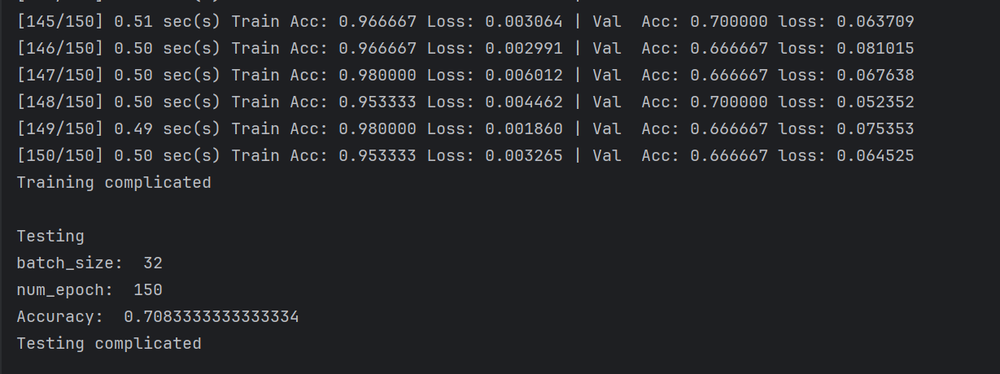 [145/150] 0.51 sec(s) Train Acc: 0.966667 Loss: 0.003064 | Val  Acc: 0.700000 loss: 0.063709
[146/150] 0.50 sec(s) Train Acc: 0.966667 Loss: 0.002991 | Val  Acc: 0.666667 loss: 0.081015
[147/150] 0.50 sec(s) Train Acc: 0.980000 Loss: 0.006012 | Val  Acc: 0.666667 loss: 0.067638
[148/150] 0.50 sec(s) Train Acc: 0.953333 Loss: 0.004462 | Val  Acc: 0.700000 loss: 0.052352
[149/150] 0.49 sec(s) Train Acc: 0.980000 Loss: 0.001860 | Val  Acc: 0.666667 loss: 0.075353
[150/150] 0.50 sec(s) Train Acc: 0.953333 Loss: 0.003265 | Val  Acc: 0.666667 loss: 0.064525
Training complicated
Testing
batch_size:  32
num_epoch:  150
Accuracy:  0.7083333333333334
Testing complicated